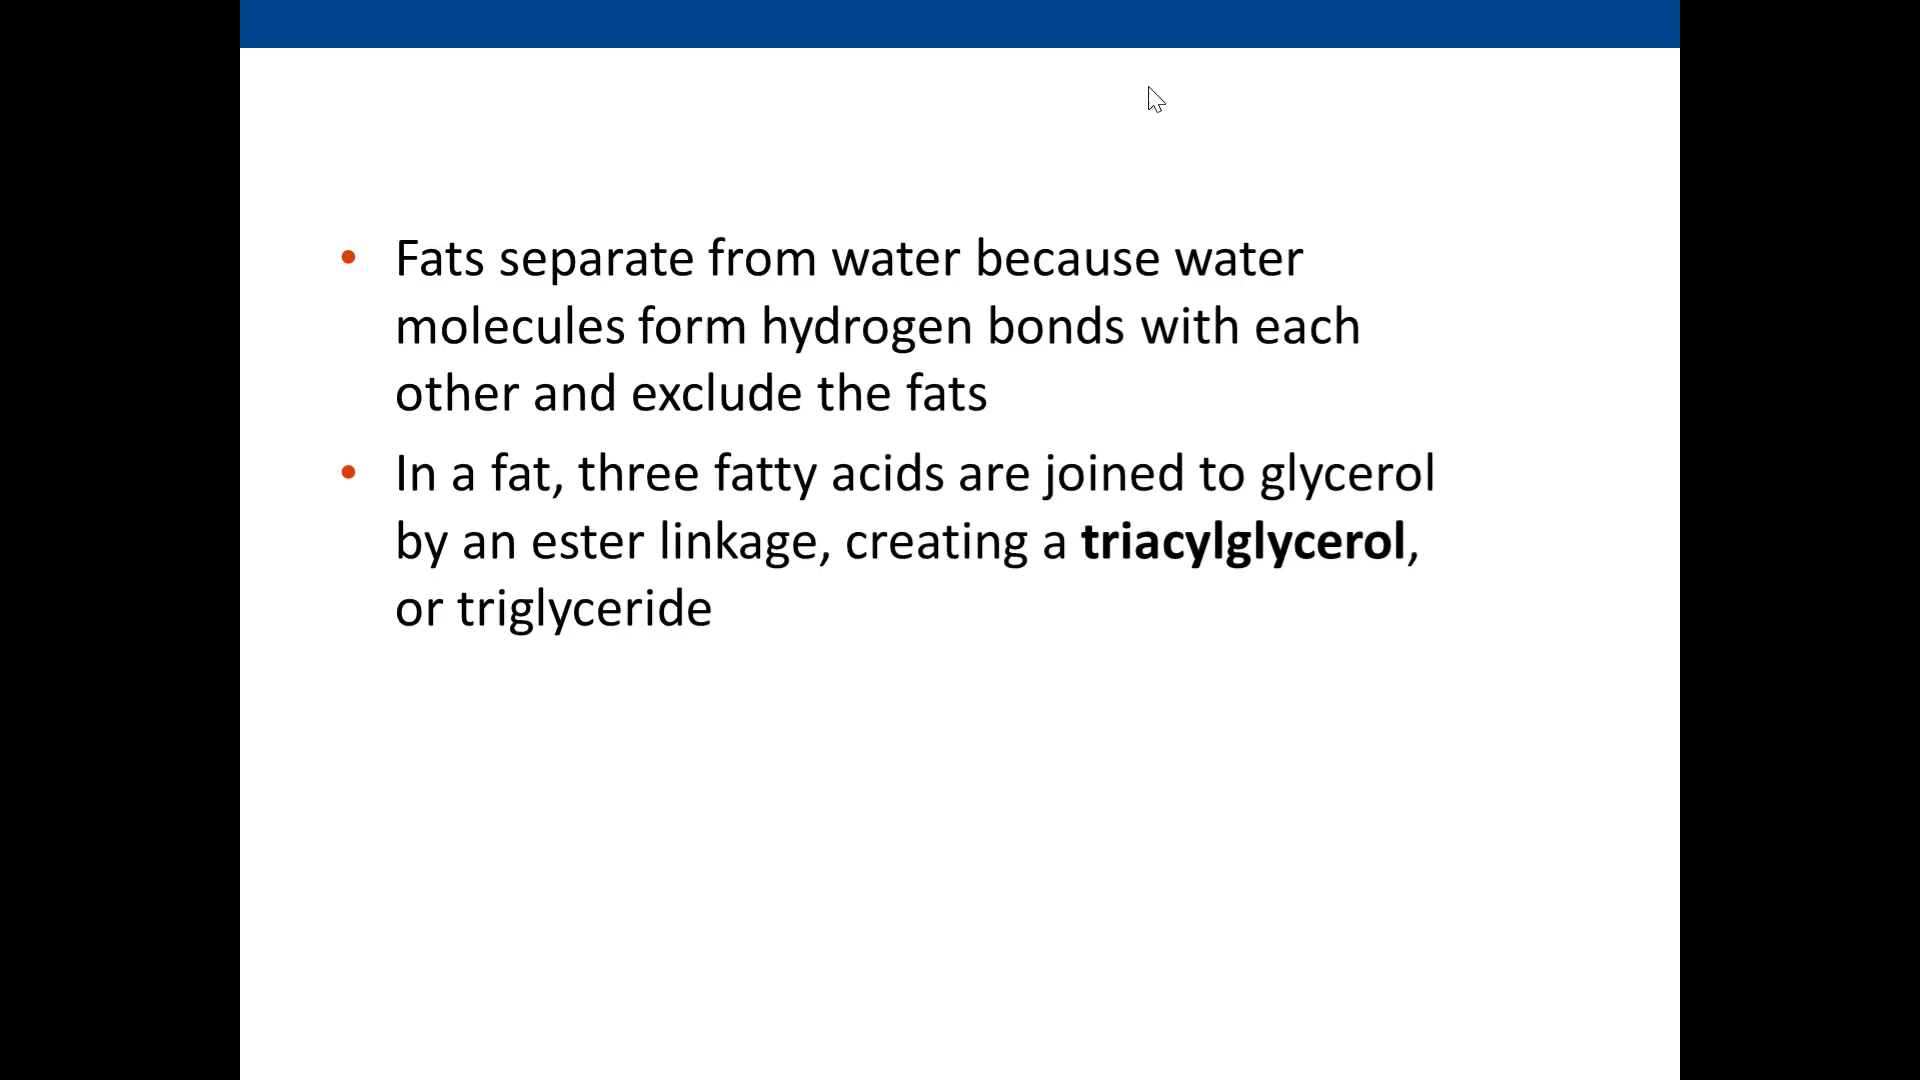 • Fats separate from water because water
molecules form hydrogen bonds with each
other and exclude the fats
• In a fat, three fatty acids are joined to glycerol
by an ester linkage, creating a triacylglycerol,
or triglyceride